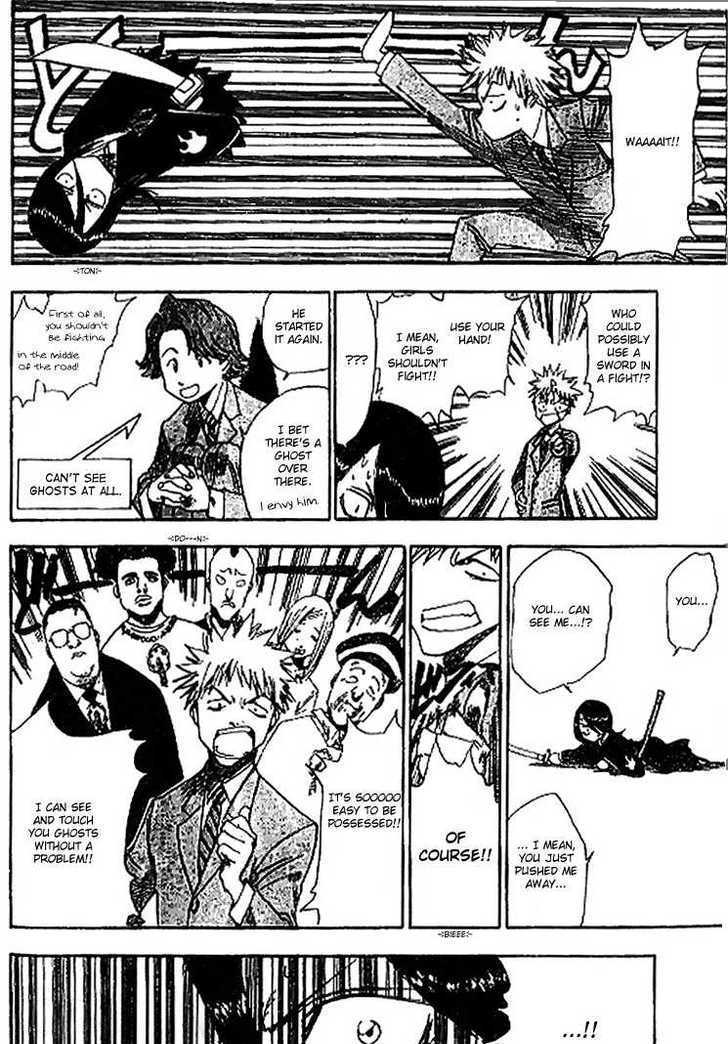 WAAAAIT!!
-:TON:-
WHO
COULD
POSSIBLY
USE A
SWORD IN
A FIGHT!?
USE YOUR
HAND!
I MEAN,
GIRLS
SHOULDN'T
FIGHT!!
???
HE
STARTED
IT AGAIN.
First of all,
you shouldn't
be fighting
in the middle
of the road!
I BET
THERE'S A
GHOST
OVER
THERE.
I envy him.
CAN'T SEE
GHOSTS AT ALL.
YOU...
YOU... CAN
SEE ME...!?
... I MEAN,
YOU JUST
PUSHED ME
AWAY...
OF
COURSE!!
-:BIEEE:-
-:DO---N:-
IT'S SOOOOO
EASY TO BE
POSSESSED!!
I CAN SEE
AND TOUCH
YOU GHOSTS
WITHOUT A
PROBLEM!!
...!!